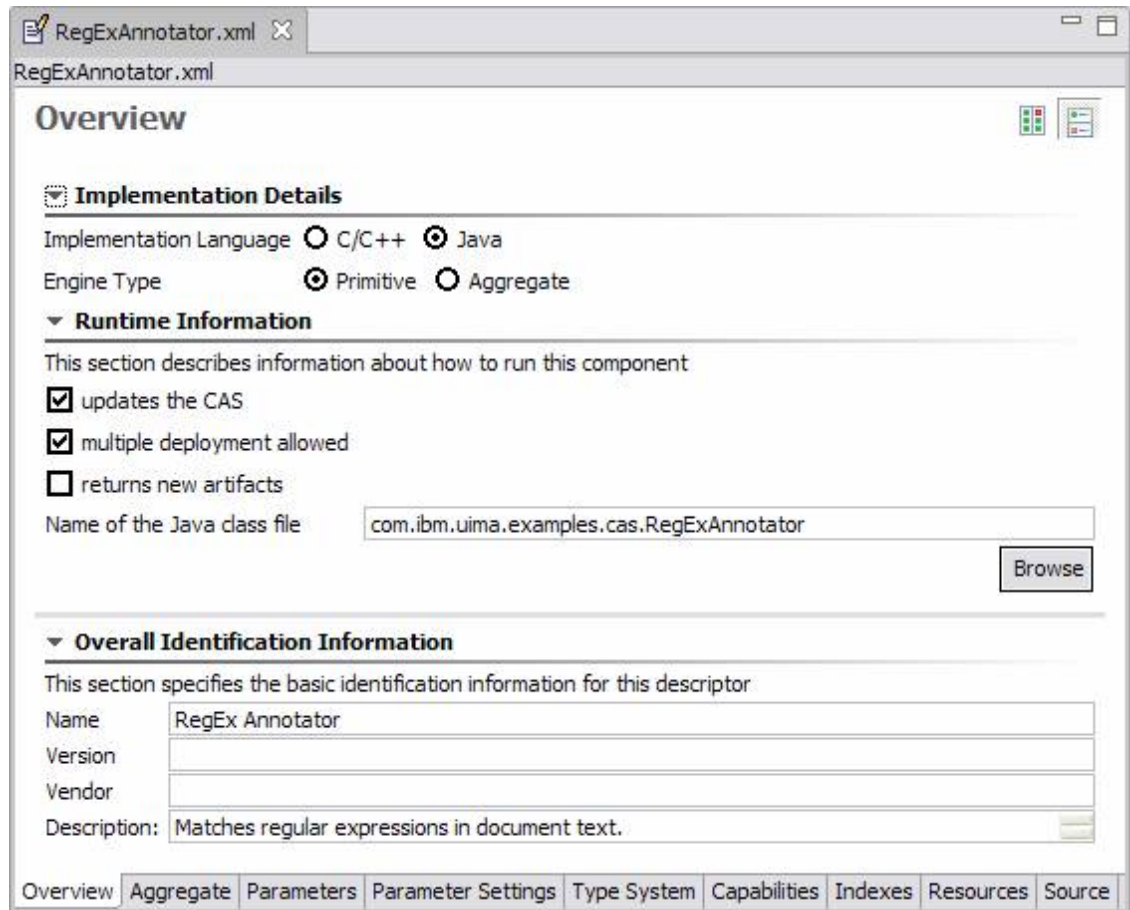 RegExAnnotator.xml
RegExAnnotator.xml
Overview
Implementation Details
Implementation Language C/C++ Java
Engine Type Primitive Aggregate
Runtime Information
This section describes information about how to run this component
updates the CAS
multiple deployment allowed
returns new artifacts
Name of the Java class file com.ibm.uima.examples.cas.RegExAnnotator
Browse
Overall Identification Information
This section specifies the basic identification information for this descriptor
Name RegEx Annotator
Version
Vendor
Description: Matches regular expressions in document text.
Overview Aggregate Parameters Parameter Settings Type System Capabilities Indexes Resources Source